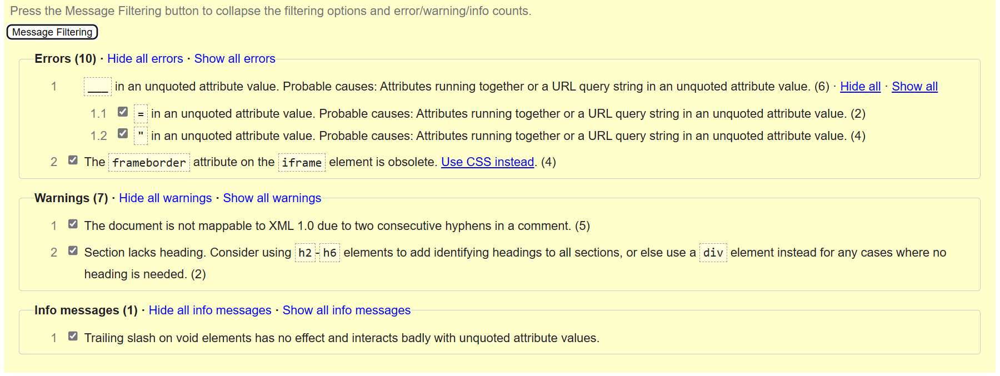 Press the Message Filtering button to collapse the filtering options and error/warning/info counts.
Message Filtering
Errors (10) · Hide all errors · Show all errors
1 ___ in an unquoted attribute value. Probable causes: Attributes running together or a URL query string in an unquoted attribute value. (6) · Hide all · Show all
1.1 = in an unquoted attribute value. Probable causes: Attributes running together or a URL query string in an unquoted attribute value. (2)
1.2 " in an unquoted attribute value. Probable causes: Attributes running together or a URL query string in an unquoted attribute value. (4)
2 The frameborder attribute on the iframe element is obsolete. Use CSS instead. (4)
Warnings (7) · Hide all warnings · Show all warnings
1 The document is not mappable to XML 1.0 due to two consecutive hyphens in a comment. (5)
2 Section lacks heading. Consider using h2-h6 elements to add identifying headings to all sections, or else use a div element instead for any cases where no
heading is needed. (2)
Info messages (1) · Hide all info messages · Show all info messages
1 Trailing slash on void elements has no effect and interacts badly with unquoted attribute values.